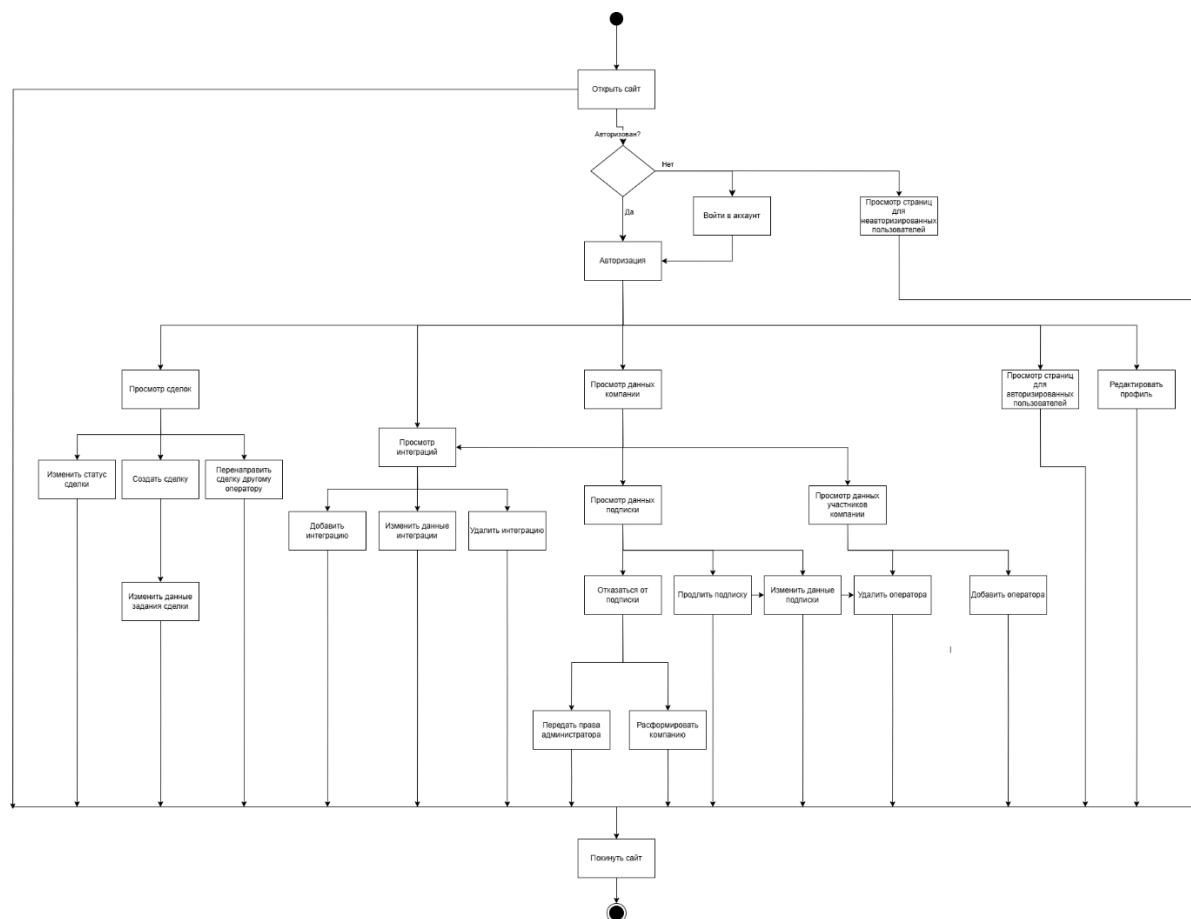 Открыть сайт
Авторизован?
Нет
Да
Войти в аккаунт
Просмотр страниц
для
неавторизированных
пользователей
Авторизация
Просмотр сделок
Просмотр данных
компании
Просмотр страниц
для
авторизированных
пользователей
Редактировать
профиль
Просмотр
интеграций
Изменить статус
сделки
Создать сделку
Перенаправить
сделку другому
оператору
Просмотр данных
подписки
Просмотр данных
участников
компании
Добавить
интеграцию
Изменить данные
интеграции
Удалить интеграцию
Изменить данные
задания сделки
Отказаться от
подписки
Продлить подписку
Изменить данные
подписки
Удалить оператора
Добавить оператора
Передать права
администратора
Расформировать
компанию
Покинуть сайт